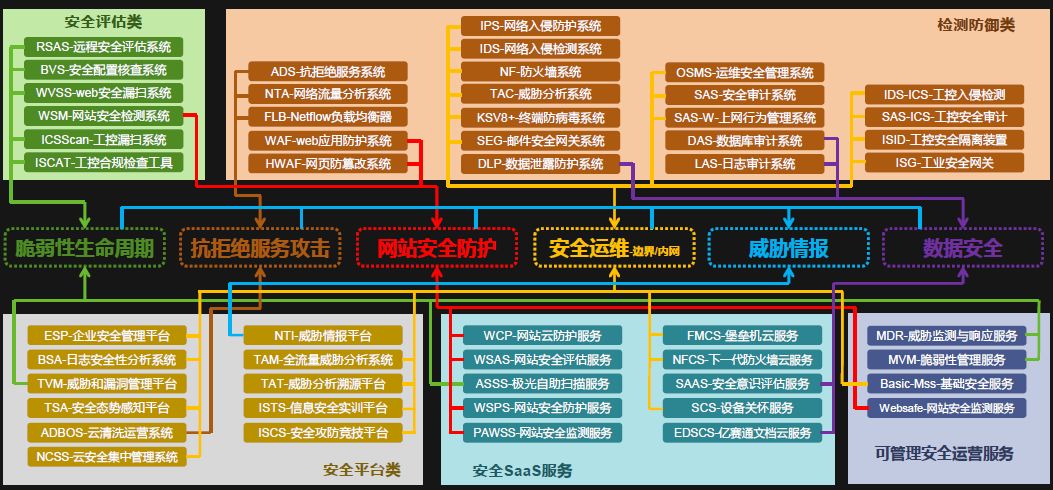 安全评估类
RSAS-远程安全评估系统
BVS-安全配置核查系统
WVSS-web安全漏扫系统
WSM-网站安全检测系统
ICSScan-工控漏扫系统
ISCAT-工控合规检查工具
检测防御类
ADS-抗拒绝服务系统
NTA-网络流量分析系统
FLB-Netflow负载均衡器
WAF-web应用防护系统
HWAF-网页防篡改系统
IPS-网络入侵防护系统
IDS-网络入侵检测系统
NF-防火墙系统
TAC-威胁分析系统
KSV8+-终端防病毒系统
SEG-邮件安全网关系统
DLP-数据泄露防护系统
OSMS-运维安全管理系统
SAS-安全审计系统
SAS-W-上网行为管理系统
DAS-数据库审计系统
LAS-日志审计系统
IDS-ICS-工控入侵检测
SAS-ICS-工控安全审计
ISID-工控安全隔离装置
ISG-工业安全网关
脆弱性生命周期
抗拒绝服务攻击
网站安全防护
安全运维-边界/内网
威胁情报
数据安全
ESP-企业安全管理平台
BSA-日志安全性分析系统
TVM-威胁和漏洞管理平台
TSA-安全态势感知平台
ADBOS-云清洗运营系统
NCSS-云安全集中管理系统
NTI-威胁情报平台
TAM-全流量威胁分析系统
TAT-威胁分析溯源平台
ISTS-信息安全实训平台
ISCS-安全攻防竞技平台
安全平台类
WCP-网站云防护服务
WSAS-网站安全评估服务
ASSS-极光自助扫描服务
WSPS-网站安全防护服务
PAWSS-网站安全监测服务
FMCS-堡垒机云服务
NFCS-下一代防火墙云服务
SAAS-安全意识评估服务
SCS-设备关怀服务
EDSCS-亿赛通文档云服务
安全SaaS服务
MDR-威胁监测与响应服务
MVM-脆弱性管理服务
Basic-Mss-基础安全服务
Websafe-网站安全监测服务
可管理安全运营服务